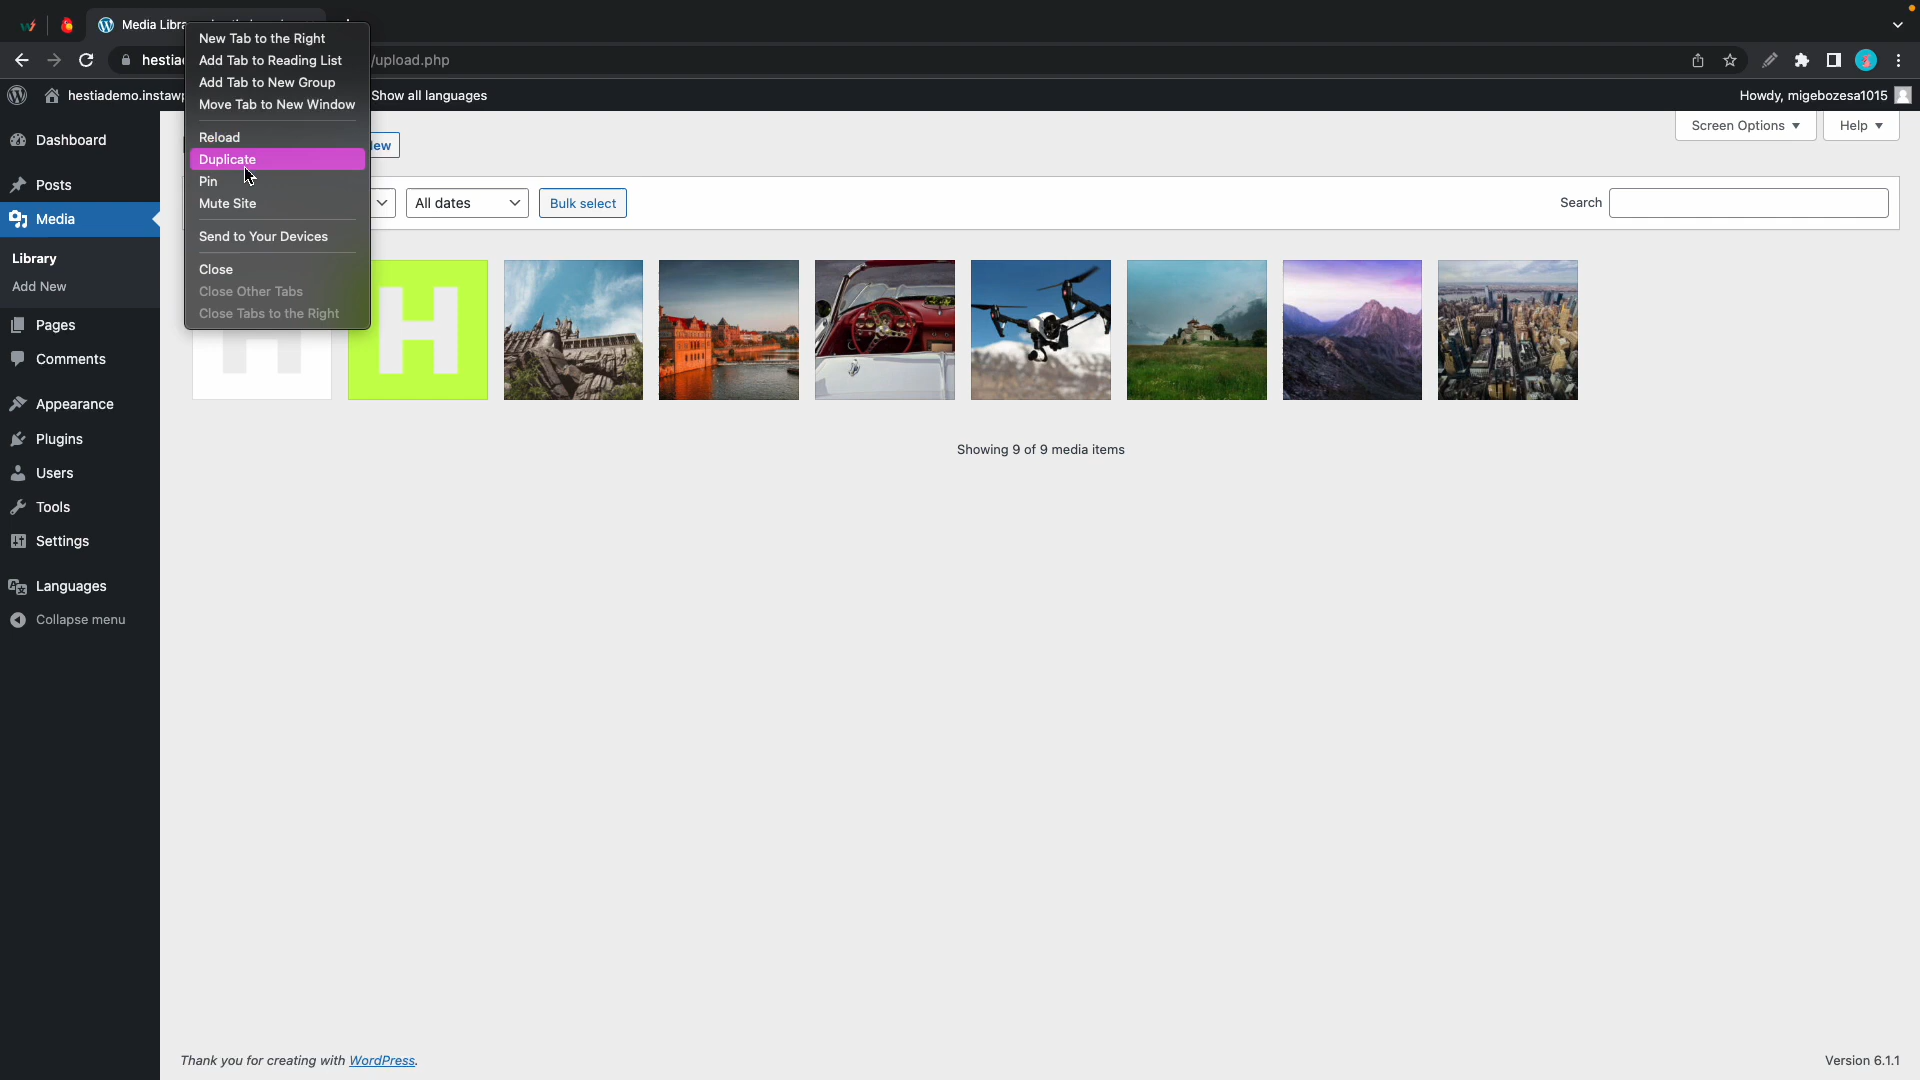 Media Libra
New Tab to the Right
Add Tab to Reading List
Add Tab to New Group
Move Tab to New Window
Reload
Duplicate
Pin
Mute Site
Send to Your Devices
Close
Close Other Tabs
Close Tabs to the Right
hestia
/upload.php
hestiademo.instawp
Show all languages
Howdy, migebozesa1015
Screen Options
Help
Dashboard
Posts
Media
Library
Add New
Pages
Comments
Appearance
Plugins
Users
Tools
Settings
Languages
Collapse menu
All dates
Bulk select
Search
H
H
Showing 9 of 9 media items
Thank you for creating with WordPress.
Version 6.1.1